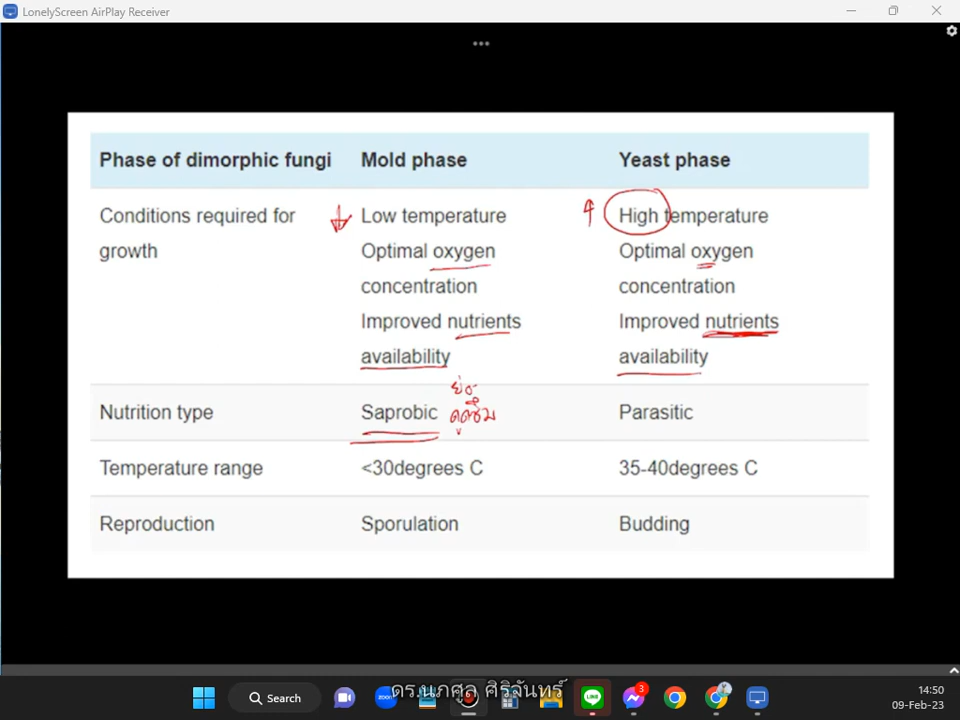 LonelyScreen AirPlay Receiver
Phase of dimorphic fungi Mold phase Yeast phase
Conditions required for growth
Low temperature
Optimal oxygen concentration
Improved nutrients availability
High temperature
Optimal oxygen concentration
Improved nutrients availability
Nutrition type Saprobic ย่อย ดูดซึม Parasitic
Temperature range <30degrees C 35-40degrees C
Reproduction Sporulation Budding
Search
zoom
ดร.นภศูล ศิริจันทร์
LINE
3
14:50
09-Feb-23